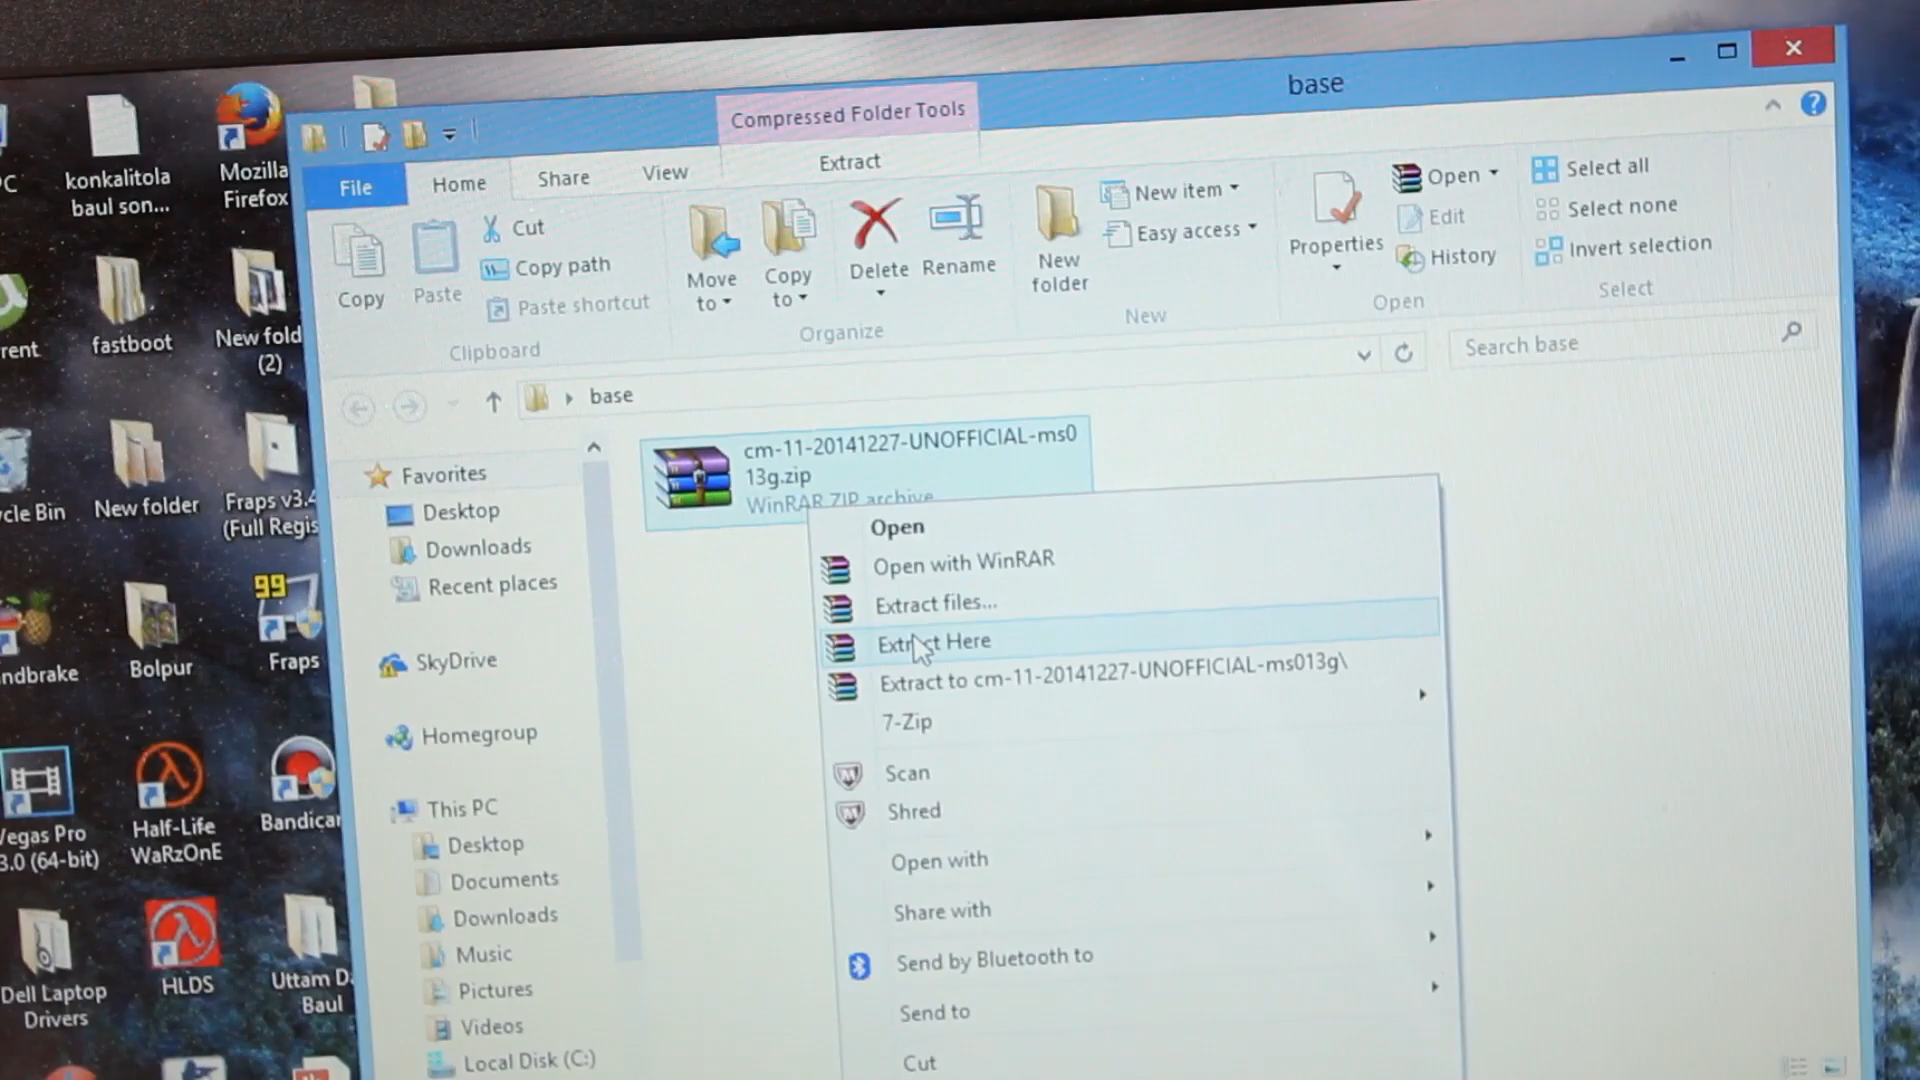 base
Compressed Folder Tools
File
Home
Share
View
Extract
Copy
Paste
Cut
Copy path
Paste shortcut
Clipboard
Move
to
Copy
to
Delete
Rename
Organize
New
folder
New item
Easy access
New
Properties
Open
Edit
History
Open
Select all
Select none
Invert selection
Select
base
Search base
Favorites
Desktop
Downloads
Recent places
SkyDrive
Homegroup
This PC
Desktop
Documents
Downloads
Music
Pictures
Videos
Local Disk (C:)
cm-11-20141227-UNOFFICIAL-ms0
13g.zip
WinRAR ZIP archive
Open
Open with WinRAR
Extract files...
Extract Here
Extract to cm-11-20141227-UNOFFICIAL-ms013g\
7-Zip
Scan
Shred
Open with
Share with
Send by Bluetooth to
Send to
Cut
konkalitola
baul son...
Mozilla
Firefox
fastboot
New fold
(2)
rent
cle Bin
New folder
Fraps v3.4
(Full Regis
ndbrake
Bolpur
99
Fraps
Vegas Pro
3.0 (64-bit)
Half-Life
WaRzOnE
Bandicar
Dell Laptop
Drivers
HLDS
Uttam D
Baul